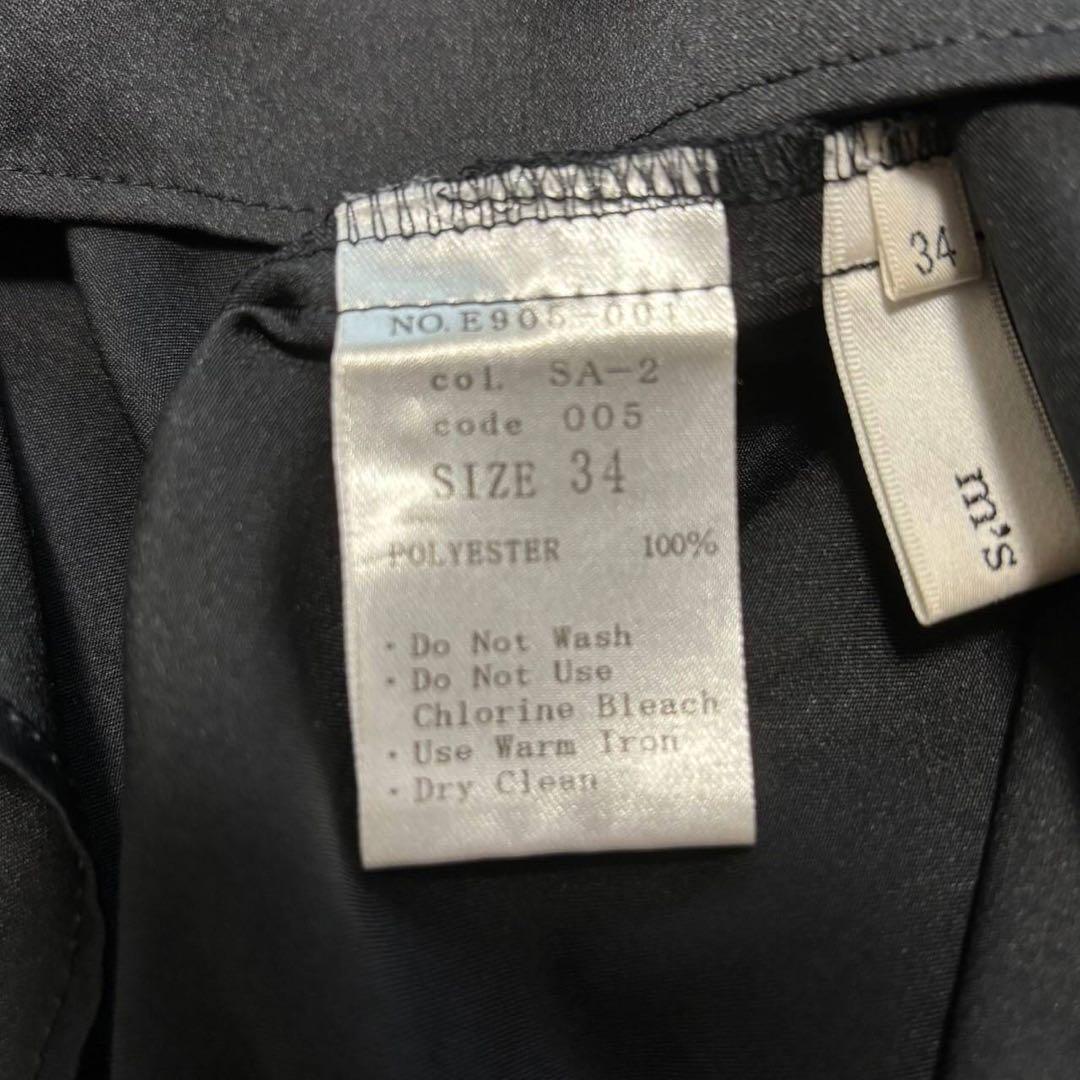 NO. E905-001
col. SA-2
code 005
SIZE 34
POLYESTER 100%
· Do Not Wash
· Do Not Use
Chlorine Bleach
· Use Warm Iron
· Dry Clean
34
m's